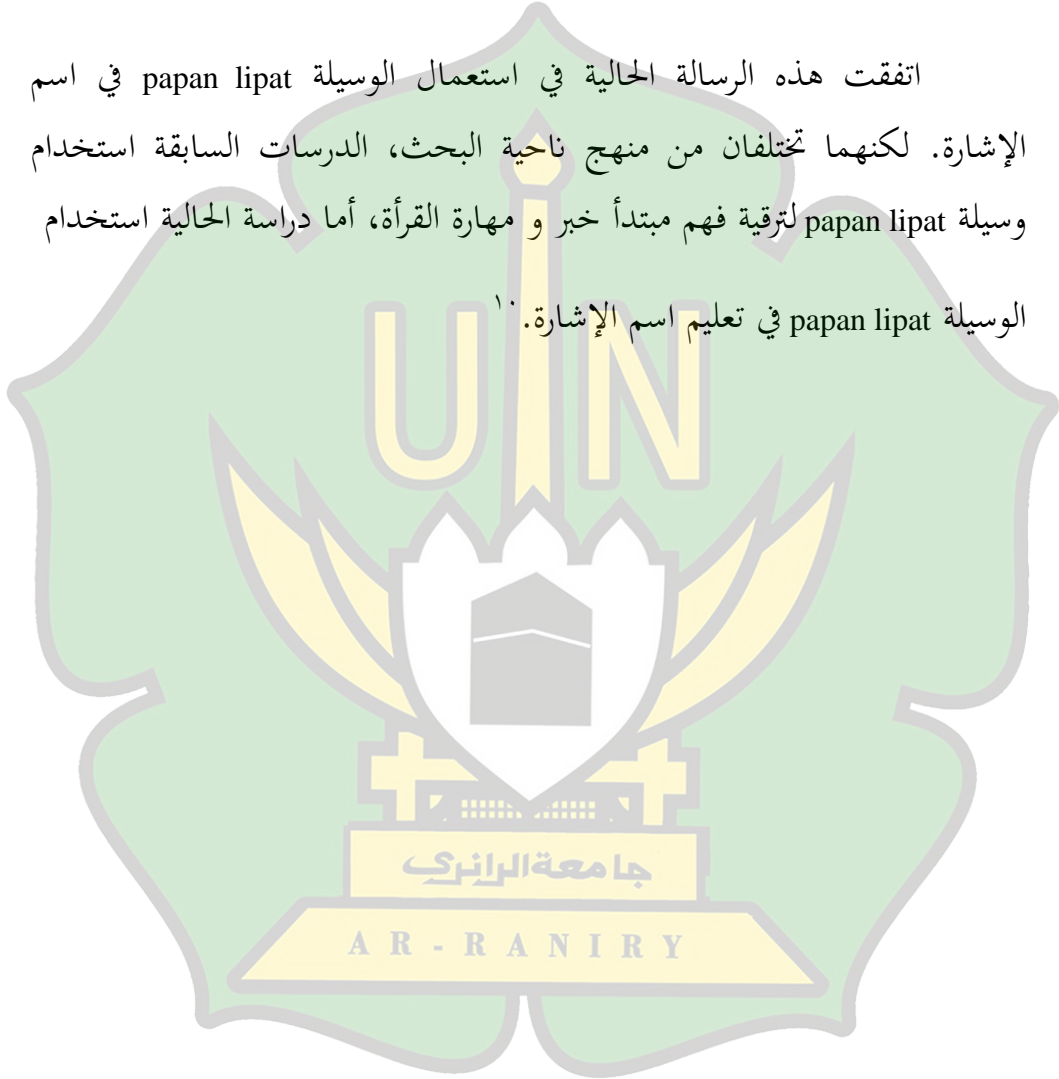 اتفقت هذه الرسالة الحالية في استعمال الوسيلة papan lipat في اسم
الإشارة. لكنهما تختلفان من منهج ناحية البحث، الدرسات السابقة استخدام
وسيلة papan lipat لترقية فهم مبتدأ خبر و مهارة القرأة، أما دراسة الحالية استخدام
الوسيلة papan lipat في تعليم اسم الإشارة.١٠
UIN
جامعة الرانري
AR-RANIRY